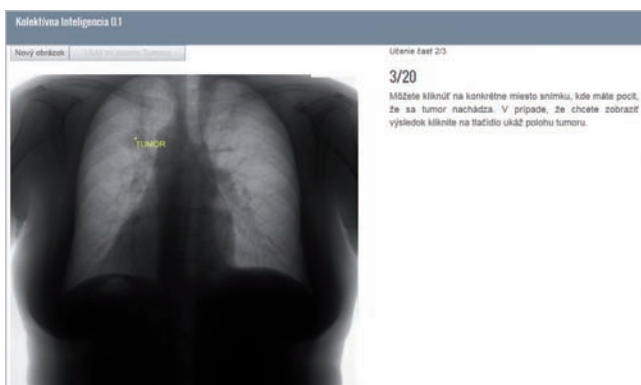 Kolektívna Inteligencia 0.1
Nový obrázok
Učenie časť 2/3
3/20
Môžete kliknúť na konkrétne miesto snímku, kde máte pocit,
že sa tumor nachádza. V prípade, že chcete zobraziť
výsledok kliknite na tlačidlo ukáž polohu tumoru.
TUMOR